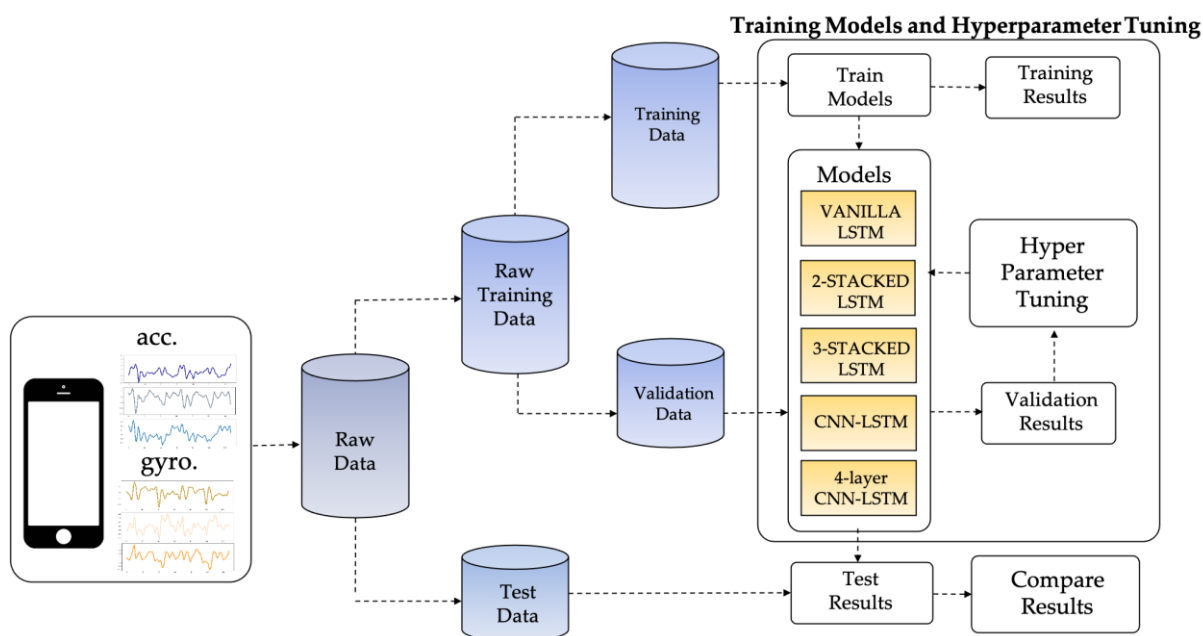 Training Models and Hyperparameter Tuning
Train
Models
Training
Results
Training
Data
Models
VANILLA
LSTM
2-STACKED
LSTM
3-STACKED
LSTM
CNN-LSTM
4-layer
CNN-LSTM
Hyper
Parameter
Tuning
Validation
Results
Raw
Training
Data
Validation
Data
acc.
gyro.
Raw
Data
Test
Data
Test
Results
Compare
Results